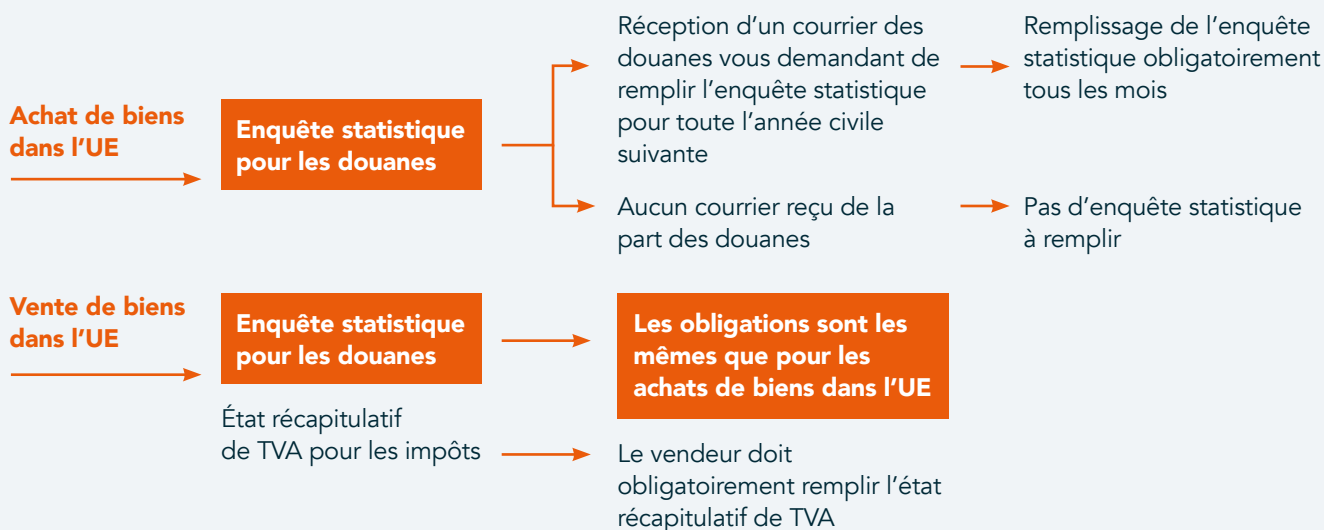 Réception d’un courrier des
douanes vous demandant de
remplir l’enquête statistique
pour toute l’année civile
suivante
Remplissage de l’enquête
statistique obligatoirement
tous les mois
Achat de biens
dans l’UE
Enquête statistique
pour les douanes
Aucun courrier reçu de la
part des douanes
Pas d’enquête statistique
à remplir
Vente de biens
dans l’UE
Enquête statistique
pour les douanes
Les obligations sont les
mêmes que pour les
achats de biens dans l’UE
État récapitulatif
de TVA pour les impôts
Le vendeur doit
obligatoirement remplir l’état
récapitulatif de TVA